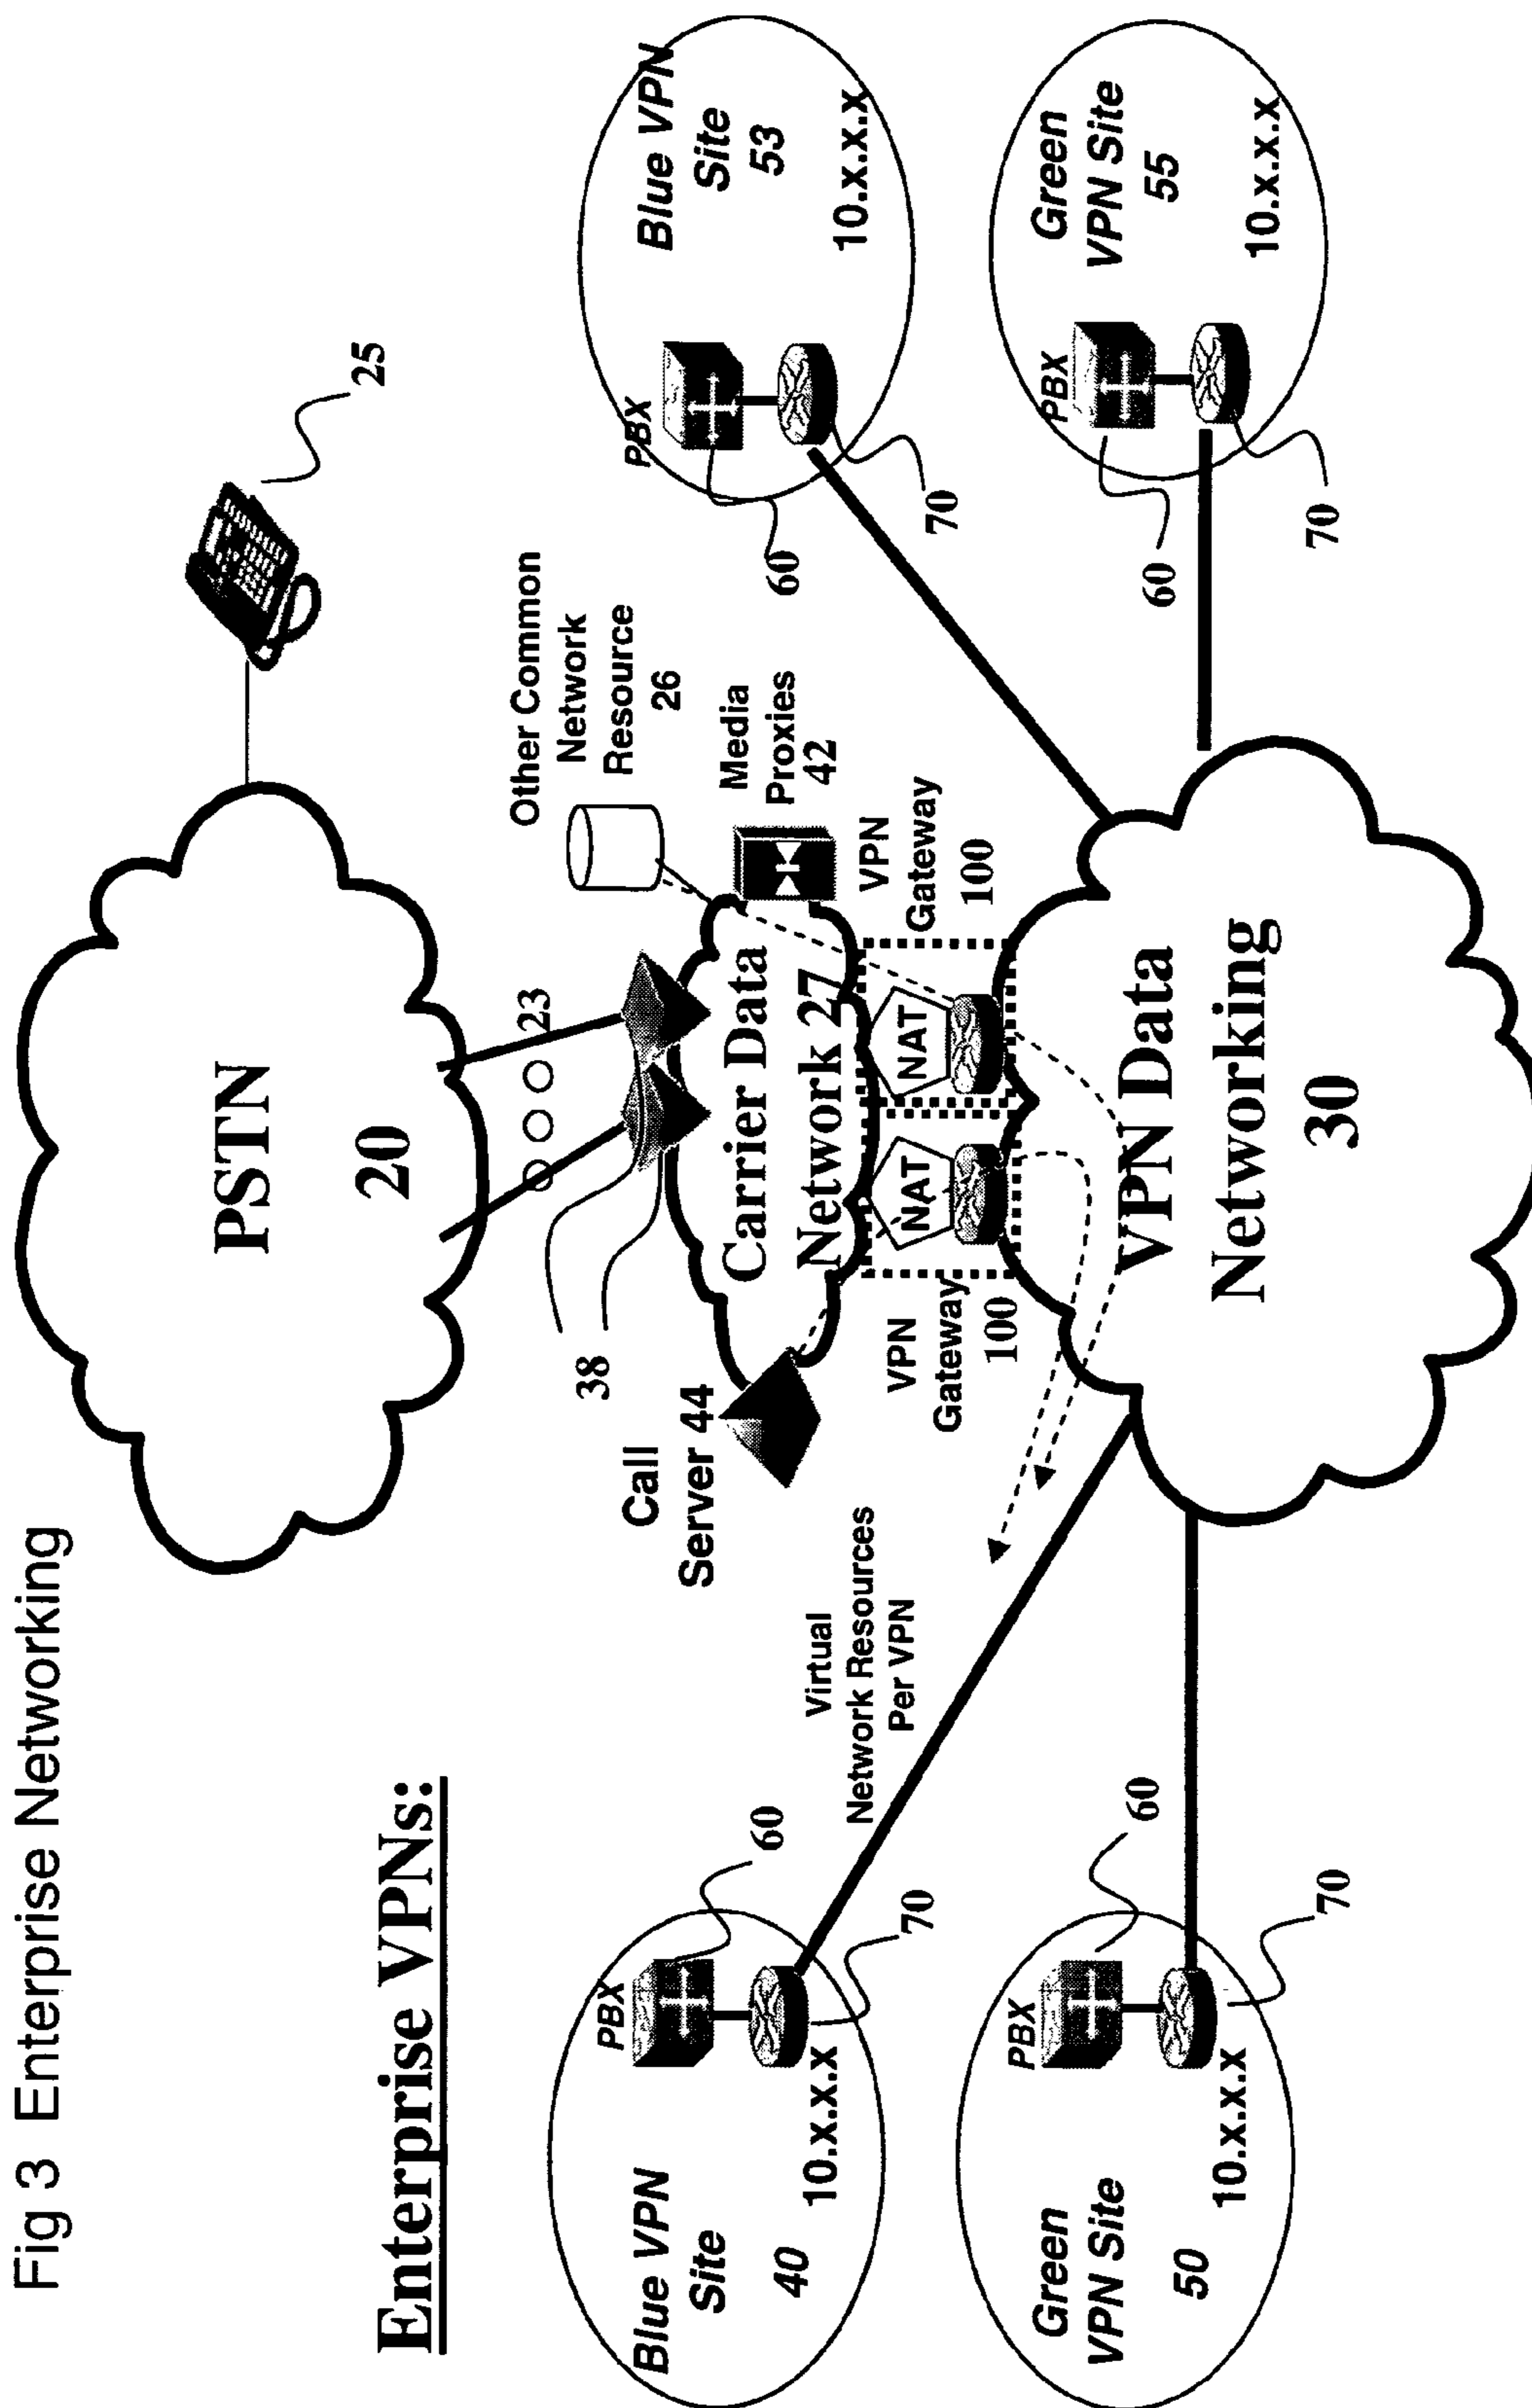 Fig 3 Enterprise Networking
Enterprise VPNs:
PSTN
20
25
23
38
Other Common
Network
Resource
26
Call
Server 44
Carrier Data
Network 27
Media
Proxies
42
VPN
Gateway
100
NAT
NAT
VPN
Gateway
100
VPN Data
Networking
30
Virtual
Network Resources
Per VPN
Blue VPN
Site
40
PBX
10.x.x.x
60
70
Green
VPN Site
50
PBX
10.x.x.x
60
70
Blue VPN
Site
53
PBX
10.x.x.x
60
70
Green
VPN Site
55
PBX
10.x.x.x
60
70